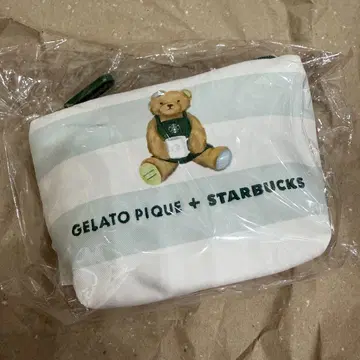 GELATO PIQUE + STARBUCKS